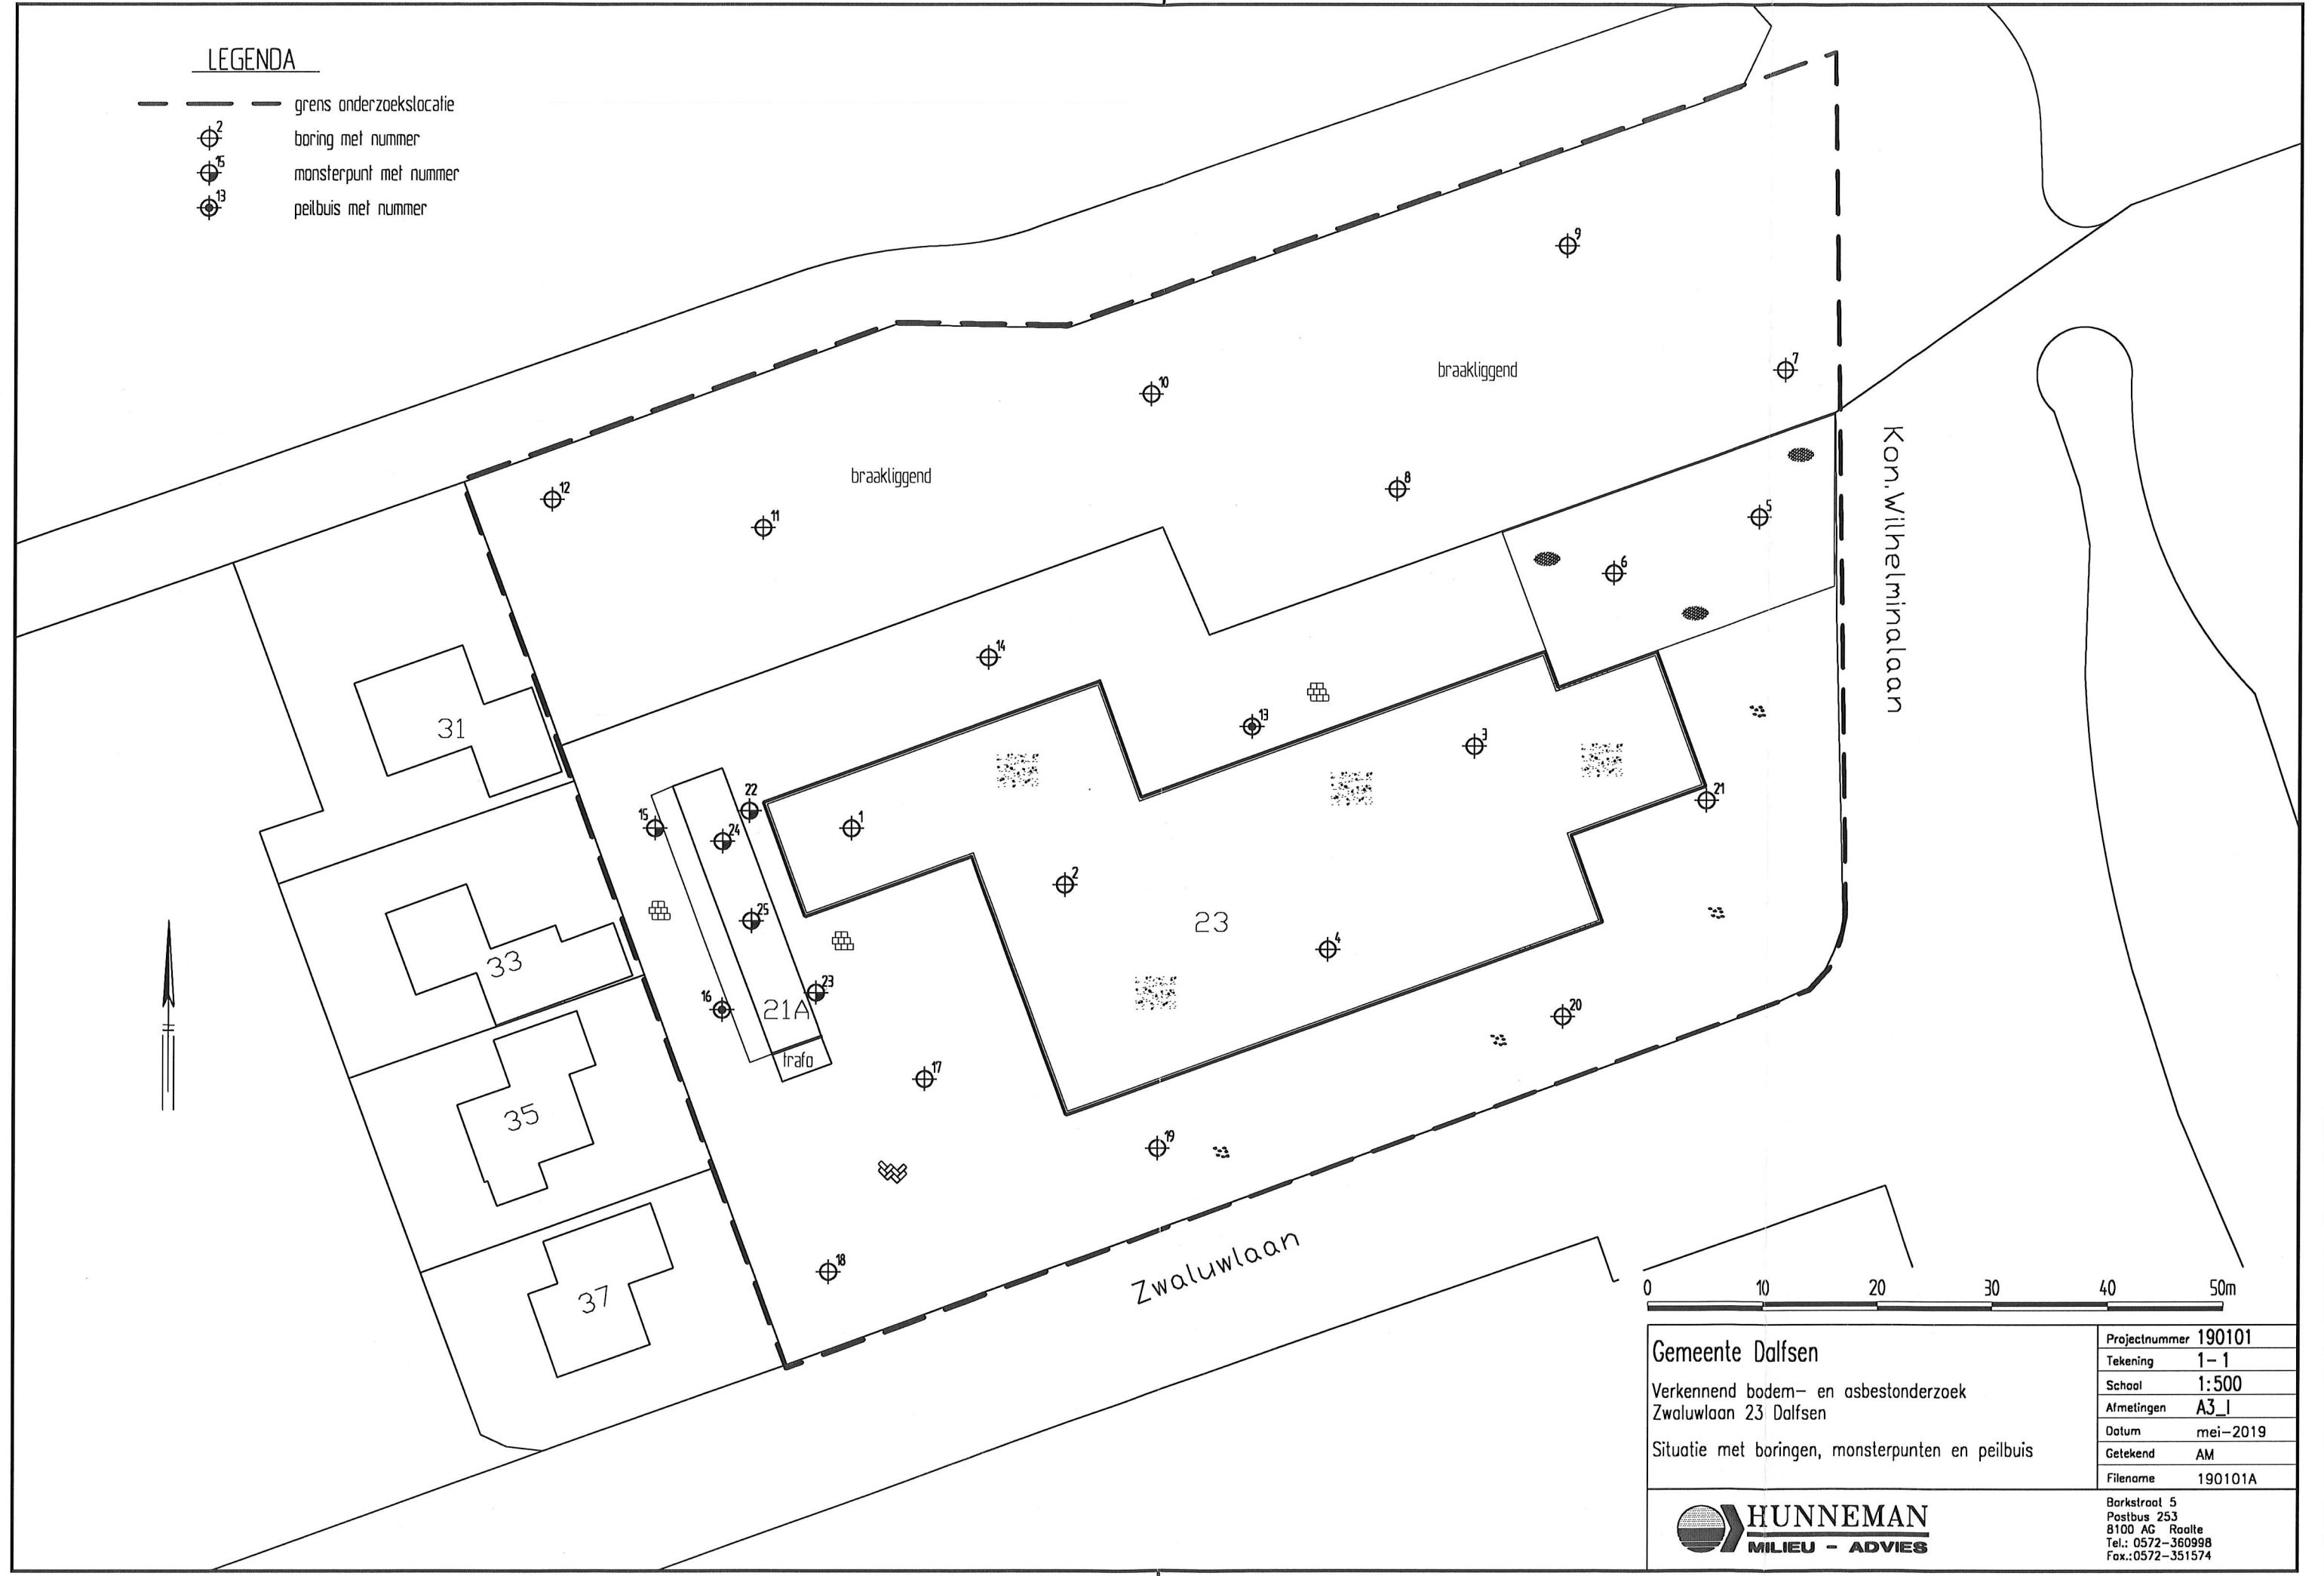 LEGENDA
grens onderzoekslocatie
2 boring met nummer
15 monsterpunt met nummer
13 peilbuis met nummer
9
7
10
braakliggend
8
braakliggend
12
11
5
6
Kon.Wilhelminalaan
14
13
3
31
22
15
24
1
21
2
25
23
4
33
23
16
21A
20
trafo
17
35
19
18
37
Zwaluwlaan
0 10 20 30 40 50m
Gemeente Dalfsen
Verkennend bodem- en asbestonderzoek
Zwaluwlaan 23 Dalfsen
Situatie met boringen, monsterpunten en peilbuis
Projectnummer 190101
Tekening 1-1
Schaal 1:500
Afmetingen A3_l
Datum mei-2019
Getekend AM
Filename 190101A
HUNNEMAN
MILIEU - ADVIES
Barkstraat 5
Postbus 253
8100 AG Raalte
Tel.: 0572-360998
Fax.:0572-351574